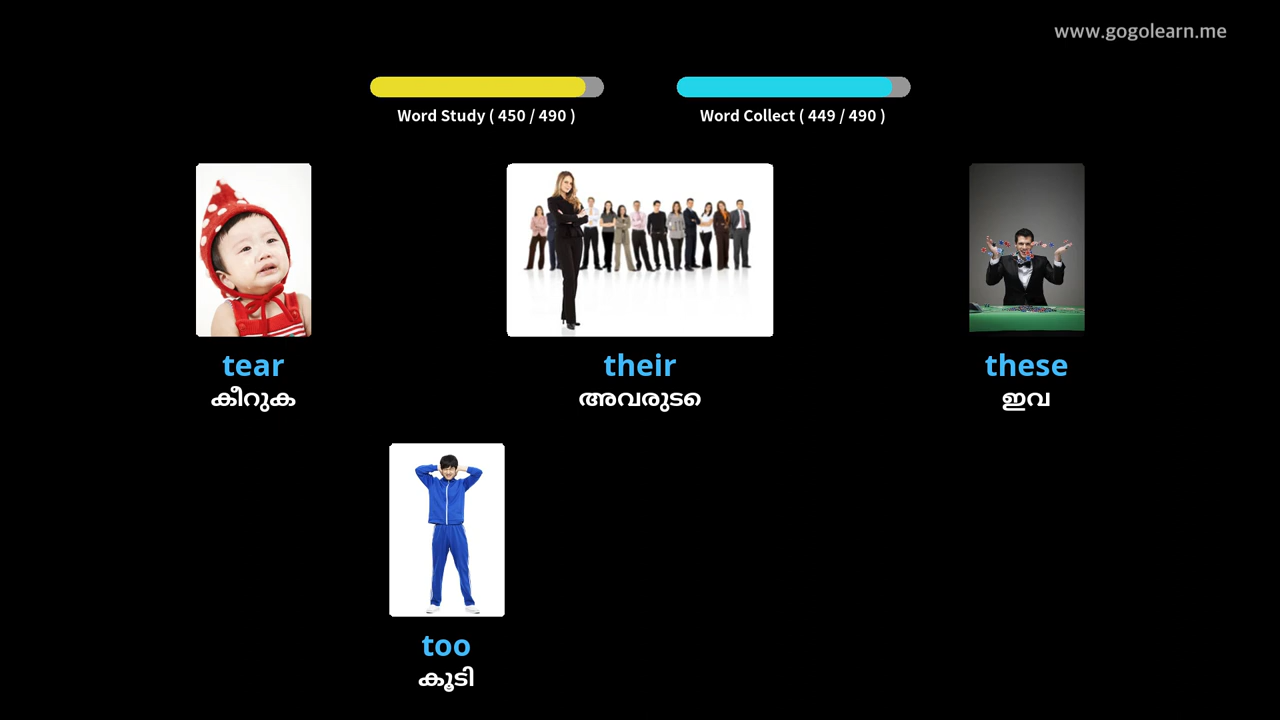 www.gogolearn.me
Word Study ( 450 / 490 )
Word Collect ( 449 / 490 )
tear
കീറുക
their
അവരുടെ
these
ഇവ
too
കൂടി